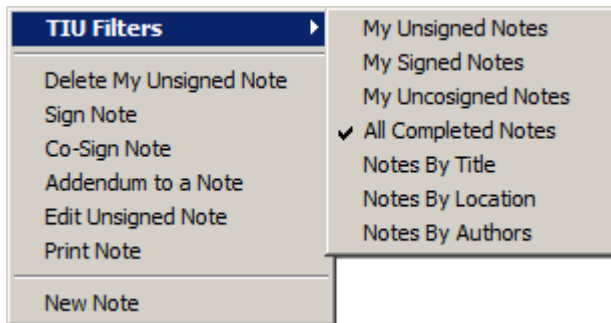 TIU Filters
Delete My Unsigned Note
Sign Note
Co-Sign Note
Addendum to a Note
Edit Unsigned Note
Print Note
New Note
My Unsigned Notes
My Signed Notes
My Uncosigned Notes
All Completed Notes
Notes By Title
Notes By Location
Notes By Authors